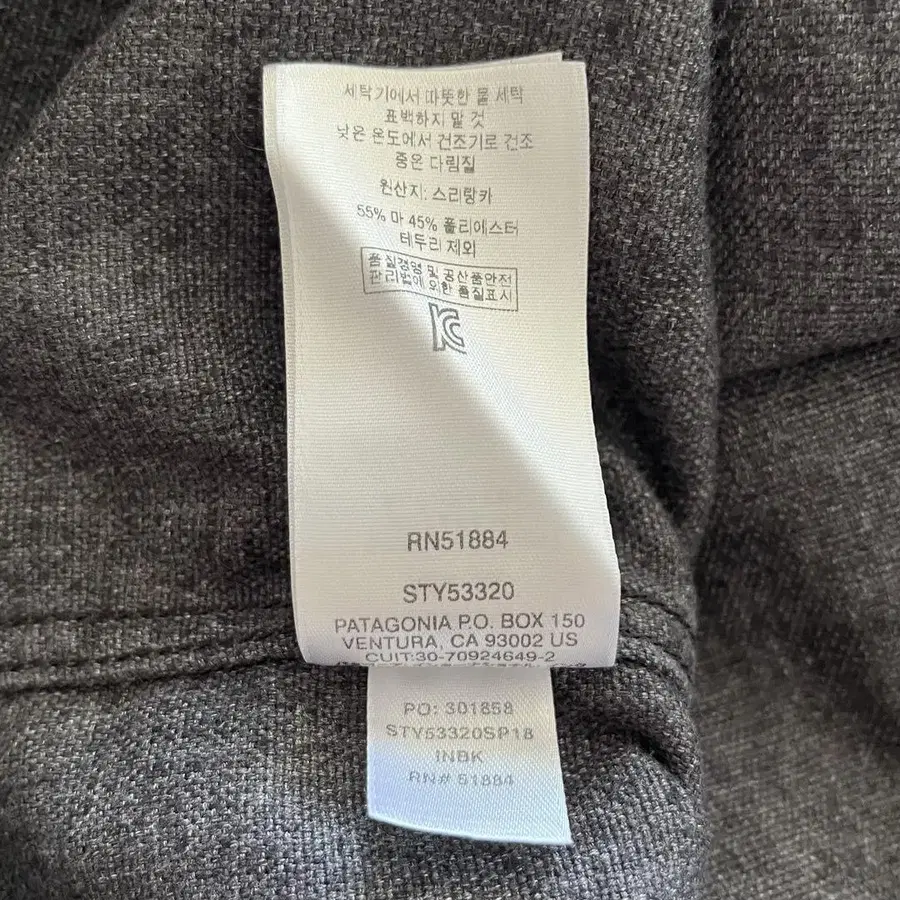 세탁기에서 따뜻한 물 세탁
표백하지 말 것
낮은 온도에서 건조기로 건조
중온 다림질
원산지: 스리랑카
55% 마 45% 폴리에스터
테두리 제외
품질경영 및 공산품안전
관리법에 의한 품질표시
KC
RN51884
STY53320
PATAGONIA P.O. BOX 150
VENTURA, CA 93002 US
CUIT:30-70924649-2
PO: 301858
STY53320SP18
INBK
RN# 51884